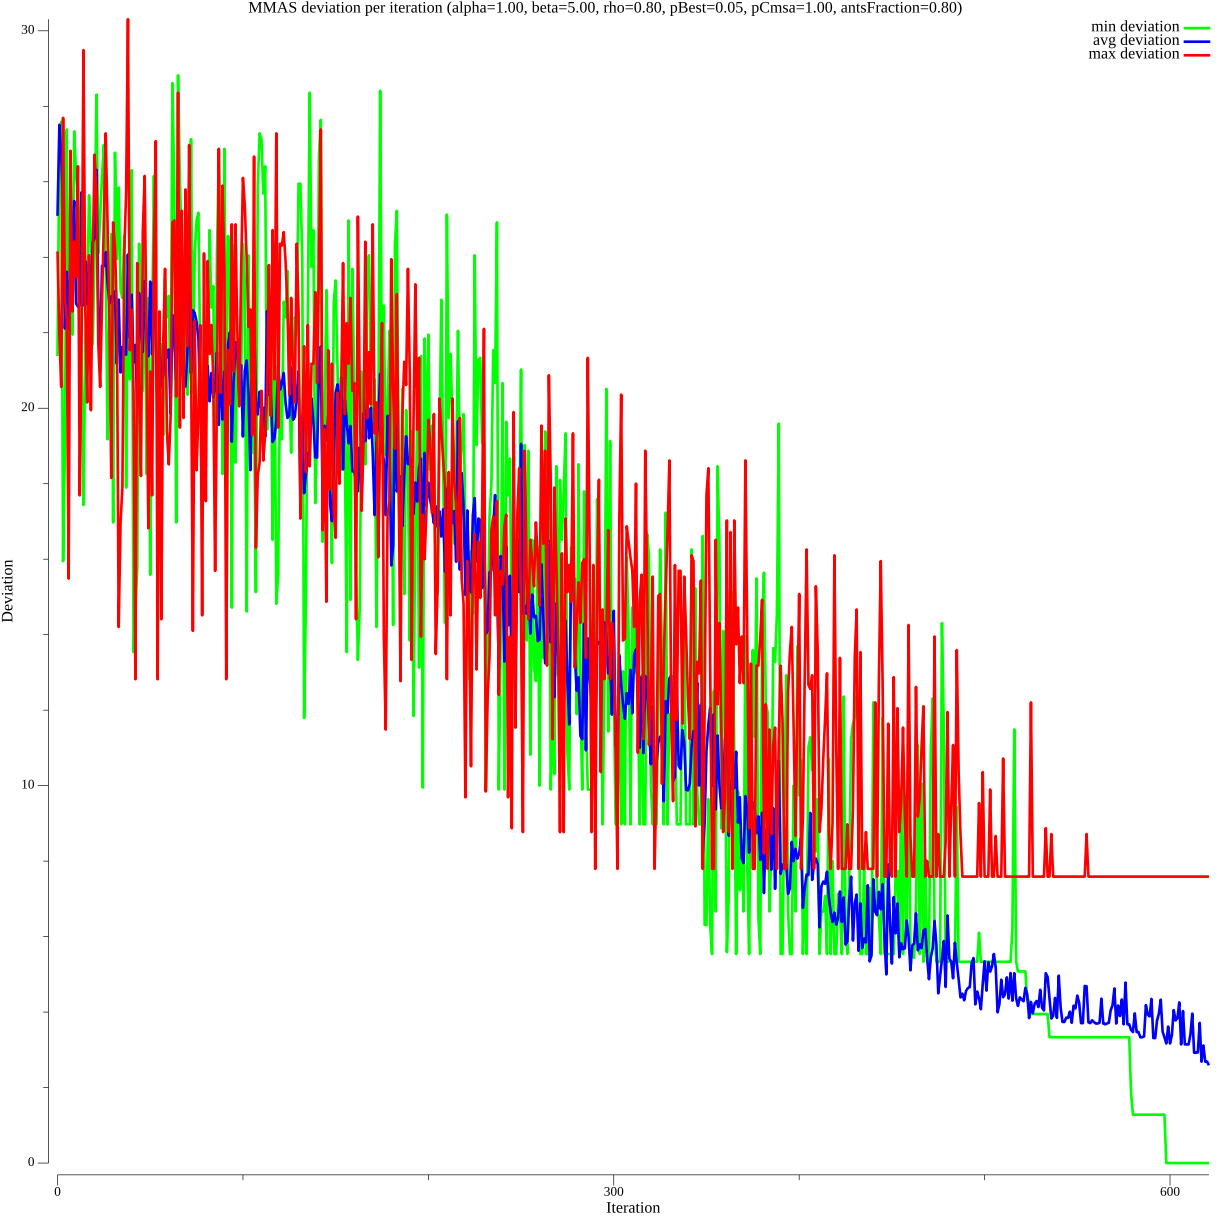 MMAS deviation per iteration (alpha=1.00, beta=5.00, rho=0.80, pBest=0.05, pCmsa=1.00, antsFraction=0.80)
min deviation
avg deviation
max deviation
30
20
10
0
Deviation
0 300 600
Iteration